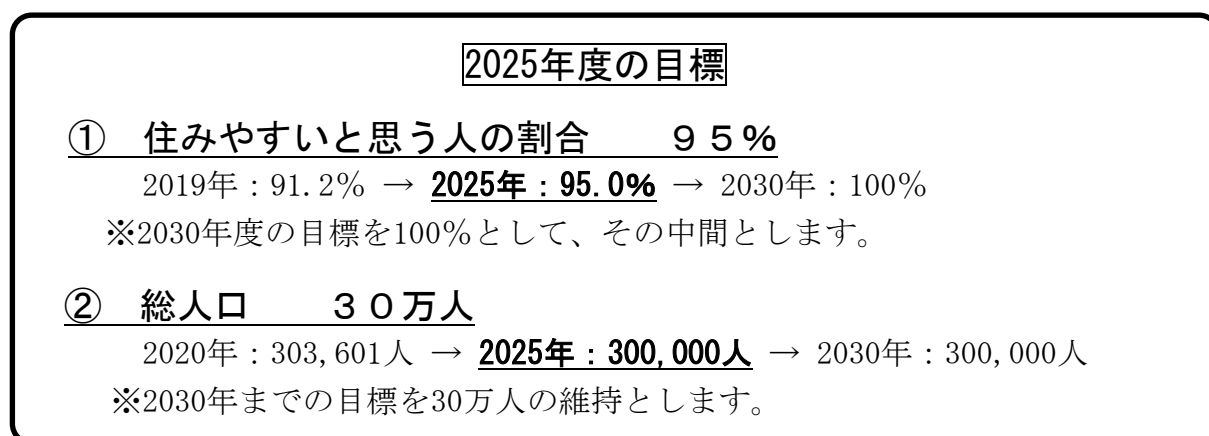 2025年度の目標
①　住みやすいと思う人の割合　　９５％
2019年：91.2％ → 2025年：95.0％ → 2030年：100％
※2030年度の目標を100％として、その中間とします。
②　総人口　　３０万人
2020年：303,601人 → 2025年：300,000人 → 2030年：300,000人
※2030年までの目標を30万人の維持とします。